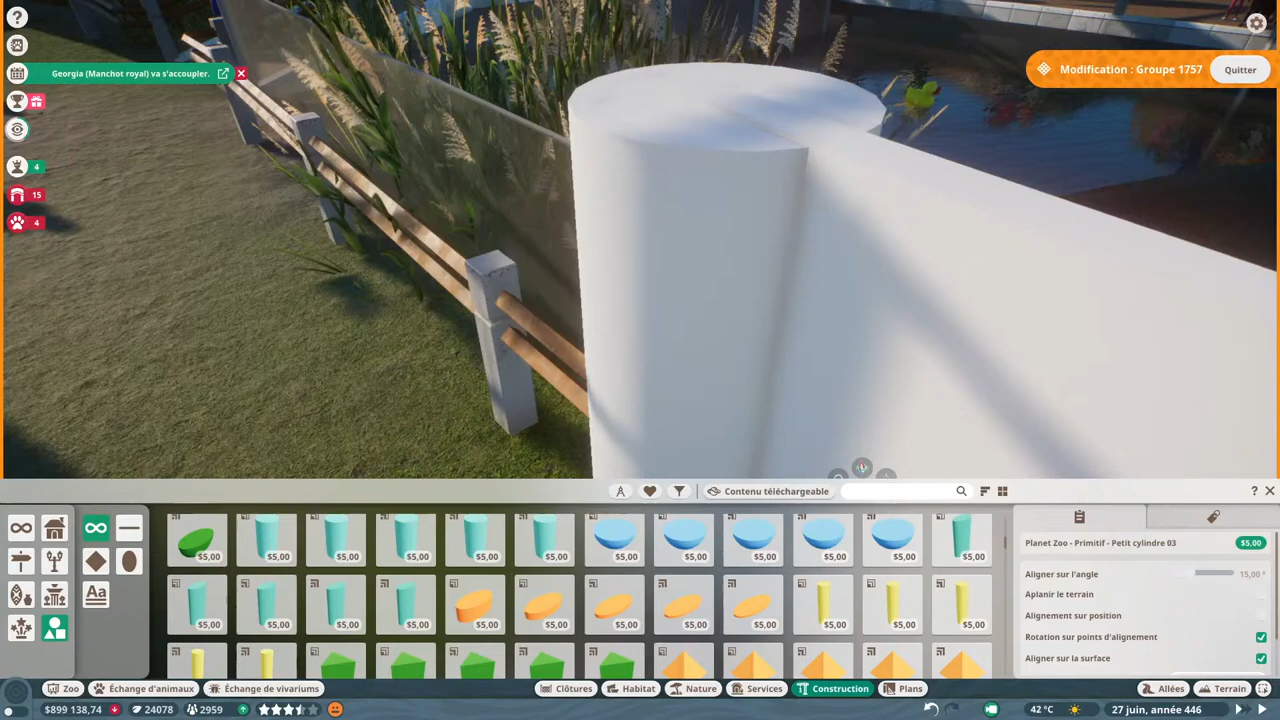 ?
Georgia (Manchot royal) va s'accoupler.
Modification : Groupe 1757
Quitter
4
15
4
Contenu téléchargeable
?
$5,00 $5,00 $5,00 $5,00 $5,00 $5,00 $5,00 $5,00 $5,00 $5,00 $5,00 $5,00
Planet Zoo - Primitif - Petit cylindre 03
$5,00
Aligner sur l'angle
15,00 °
Aplanir le terrain
Aa
$5,00 $5,00 $5,00 $5,00 $5,00 $5,00 $5,00 $5,00 $5,00 $5,00 $5,00 $5,00
Alignement sur position
Rotation sur points d'alignement
Aligner sur la surface
Zoo
Échange d'animaux
Échange de vivariums
Clôtures
Habitat
Nature
Services
Construction
Plans
Allées
Terrain
$899 138,74
24078
2959
42 °C
27 juin, année 446